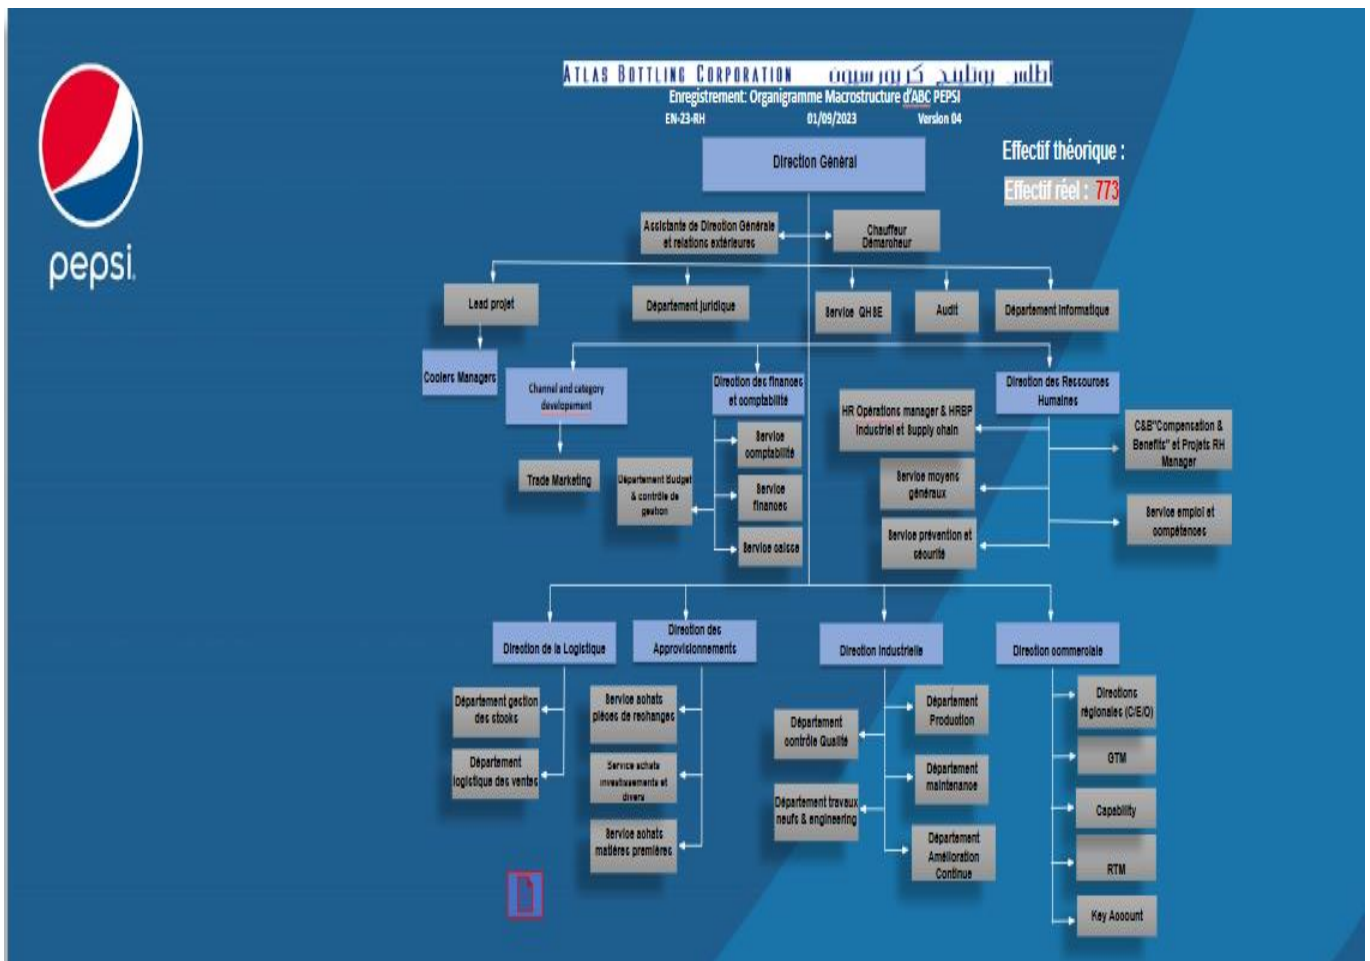 ATLAS BOTTLING CORPORATION أطلس بوتلينج كربورسيون
Enregistrement: Organigramme Macrostructure d'ABC PEPSI
EN-23-RH 01/09/2023 Version 04
pepsi
Direction Général
Effectif théorique :
Effectif réel : 773
Assistante de Direction Générale
et relations extérieures
Chauffeur
Démarcheur
Lead projet
Département juridique
Service QHSE
Audit
Département Informatique
Coolers Managers
Channel and category
developement
Direction des finances
et comptabilité
Direction des Ressources
Humaines
HR Opérations manager & HRBP
Industriel et Supply chain
C&B"Compensation &
Benefits" et Projets RH
Manager
Service
comptabilité
Trade Marketing
Département Budget
& contrôle de
gestion
Service
finances
Service moyens
généraux
Service emploi et
compétences
Service caisse
Service prévention et
sécurité
Direction de la Logistique
Direction des
Approvisionnements
Direction Industrielle
Direction commerciale
Département gestion
des stocks
Service achats
pièces de rechanges
Département
Production
Directions
régionales (C/E/O)
Département
contrôle Qualité
GTM
Département
logistique des ventes
Service achats
investissements et
divers
Département
maintenance
Département travaux
neufs & engineering
Capability
Service achats
matières premières
Département
Amélioration
Continue
RTM
Key Account